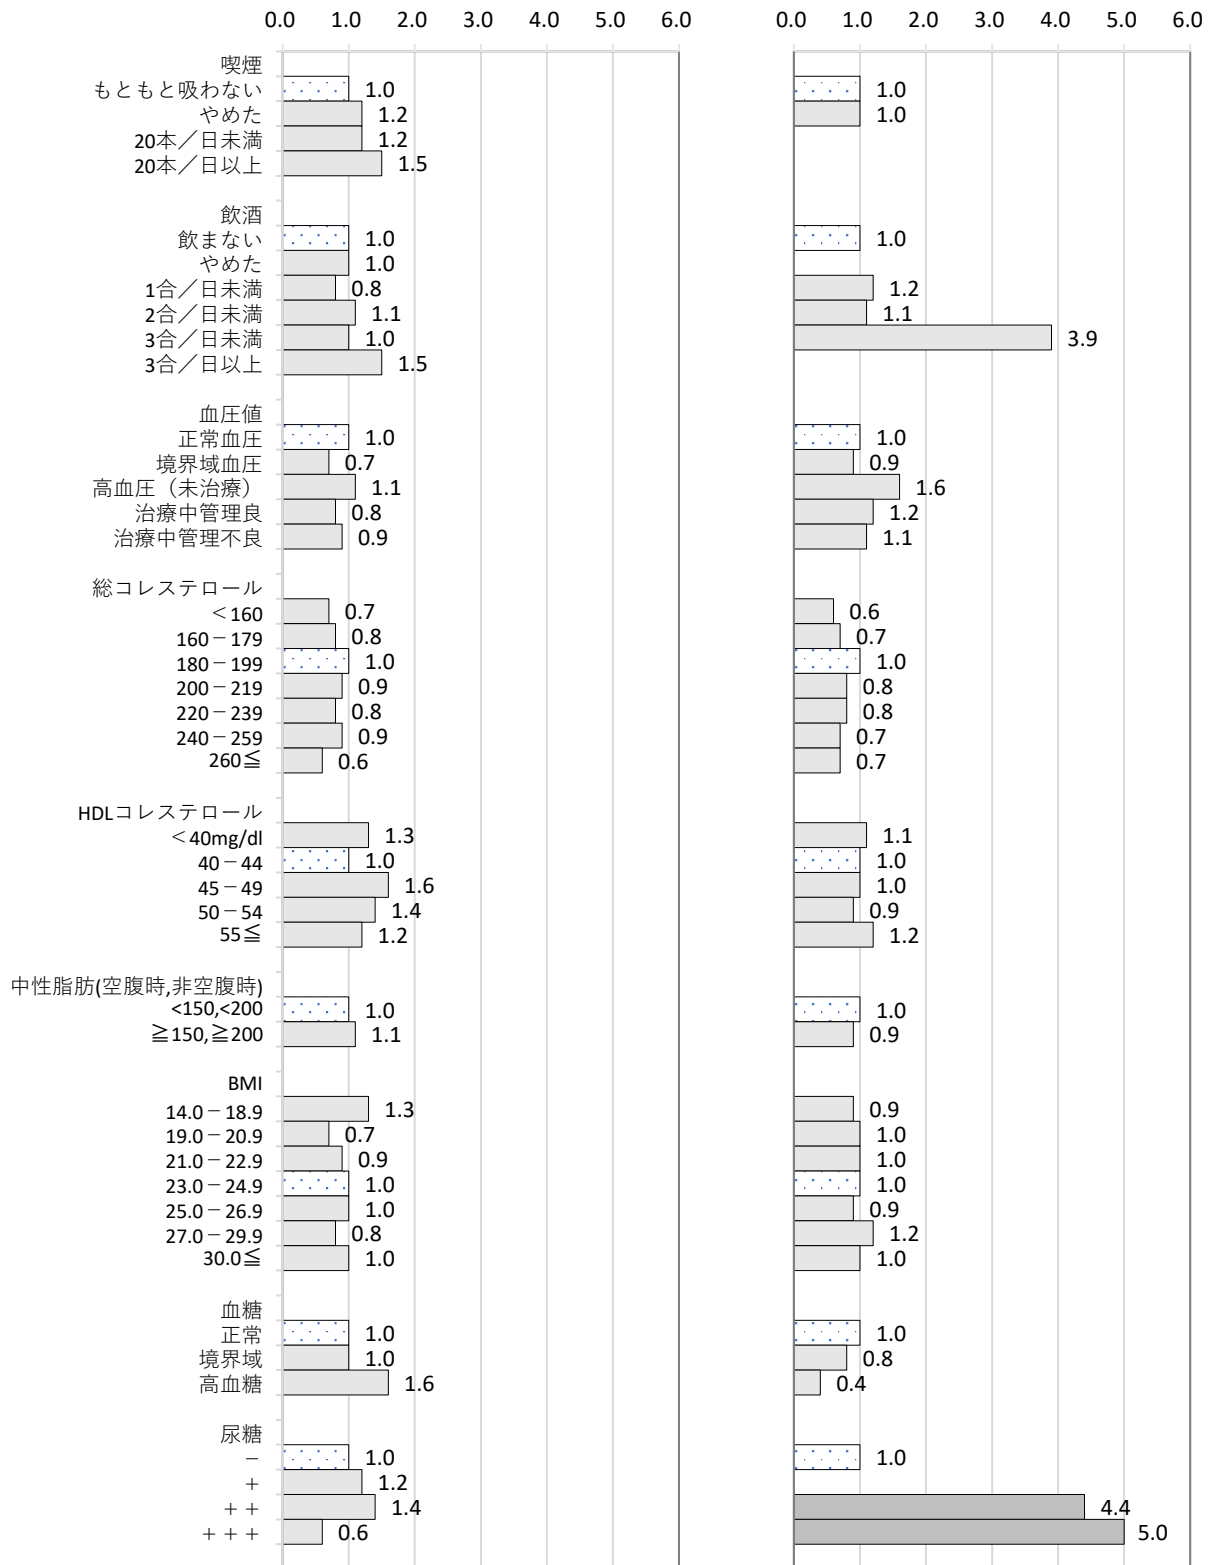 0.0 1.0 2.0 3.0 4.0 5.0 6.0 0.0 1.0 2.0 3.0 4.0 5.0 6.0
喫煙
もともと吸わない 1.0 1.0
やめた 1.2 1.0
20本／日未満 1.2
20本／日以上 1.5
飲酒
飲まない 1.0 1.0
やめた 1.0
1合／日未満 0.8 1.2
2合／日未満 1.1 1.1
3合／日未満 1.0 3.9
3合／日以上 1.5
血圧値
正常血圧 1.0 1.0
境界域血圧 0.7 0.9
高血圧（未治療） 1.1 1.6
治療中管理良 0.8 1.2
治療中管理不良 0.9 1.1
総コレステロール
＜160 0.7 0.6
160－179 0.8 0.7
180－199 1.0 1.0
200－219 0.9 0.8
220－239 0.8 0.8
240－259 0.9 0.7
260≦ 0.6 0.7
HDLコレステロール
＜40mg/dl 1.3 1.1
40－44 1.0 1.0
45－49 1.6 1.0
50－54 1.4 0.9
55≦ 1.2 1.2
中性脂肪(空腹時,非空腹時)
<150,<200 1.0 1.0
≧150,≧200 1.1 0.9
BMI
14.0－18.9 1.3 0.9
19.0－20.9 0.7 1.0
21.0－22.9 0.9 1.0
23.0－24.9 1.0 1.0
25.0－26.9 1.0 0.9
27.0－29.9 0.8 1.2
30.0≦ 1.0 1.0
血糖
正常 1.0 1.0
境界域 1.0 0.8
高血糖 1.6 0.4
尿糖
－ 1.0 1.0
＋ 1.2
＋＋ 1.4 4.4
＋＋＋ 0.6 5.0